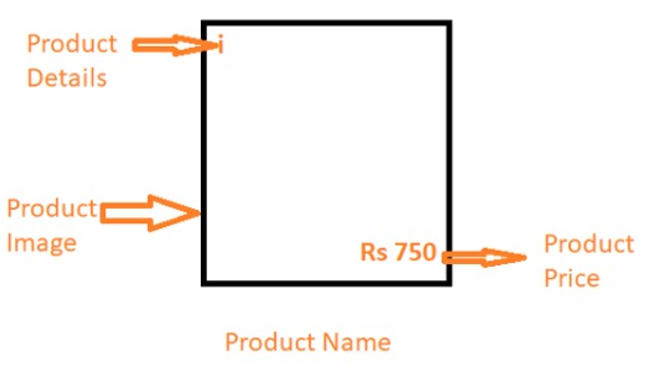 Product
Details
i
Product
Image
Rs 750
Product
Price
Product Name